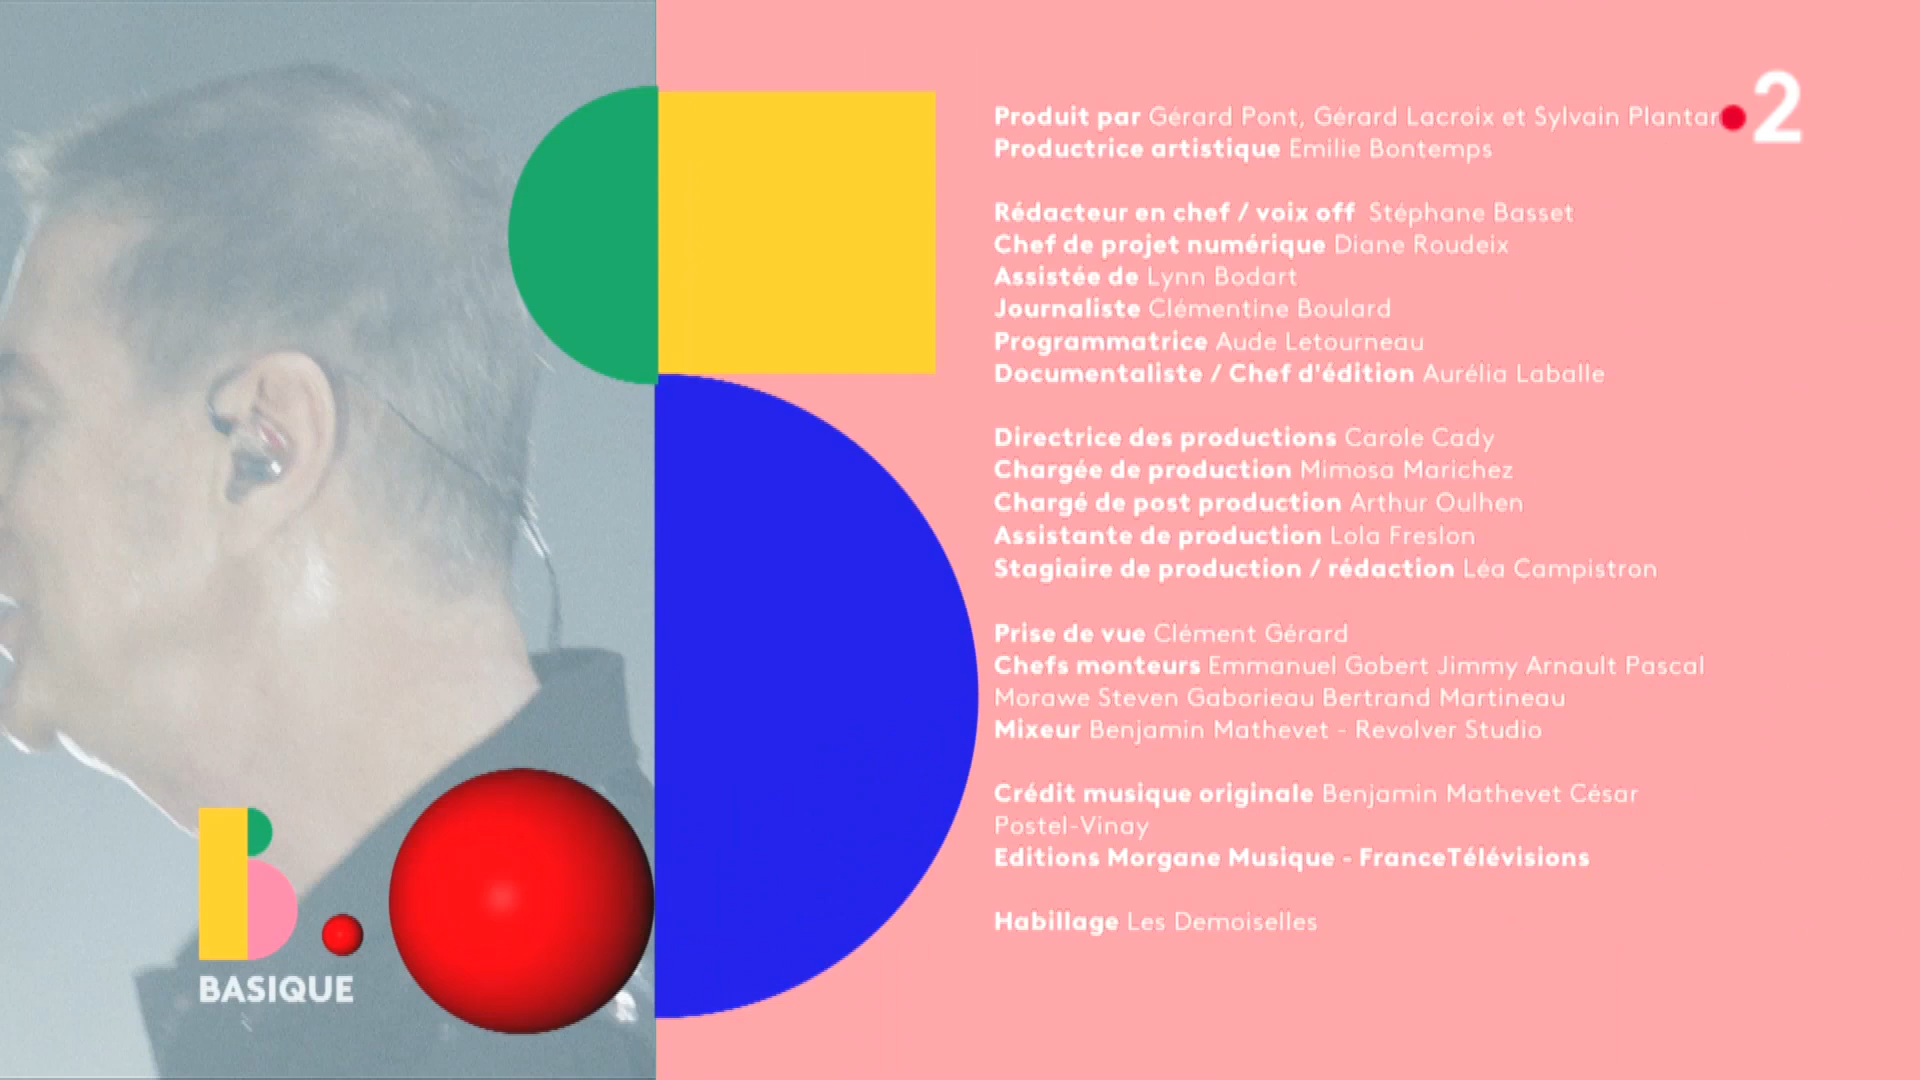 Produit par Gérard Pont, Gérard Lacroix et Sylvain Plantar
2
Productrice artistique Emilie Bontemps
Rédacteur en chef / voix off Stéphane Basset
Chef de projet numérique Diane Roudeix
Assistée de Lynn Bodart
Journaliste Clémentine Boulard
Programmatrice Aude Letourneau
Documentaliste / Chef d'édition Aurélia Laballe
Directrice des productions Carole Cady
Chargée de production Mimosa Marichez
Chargé de post production Arthur Oulhen
Assistante de production Lola Freslon
Stagiaire de production / rédaction Léa Campistron
Prise de vue Clément Gérard
Chefs monteurs Emmanuel Gobert Jimmy Arnault Pascal
Morawe Steven Gaborieau Bertrand Martineau
Mixeur Benjamin Mathevet - Revolver Studio
Crédit musique originale Benjamin Mathevet César
Postel-Vinay
Editions Morgane Musique - FranceTélévisions
Habillage Les Demoiselles
B.
BASIQUE